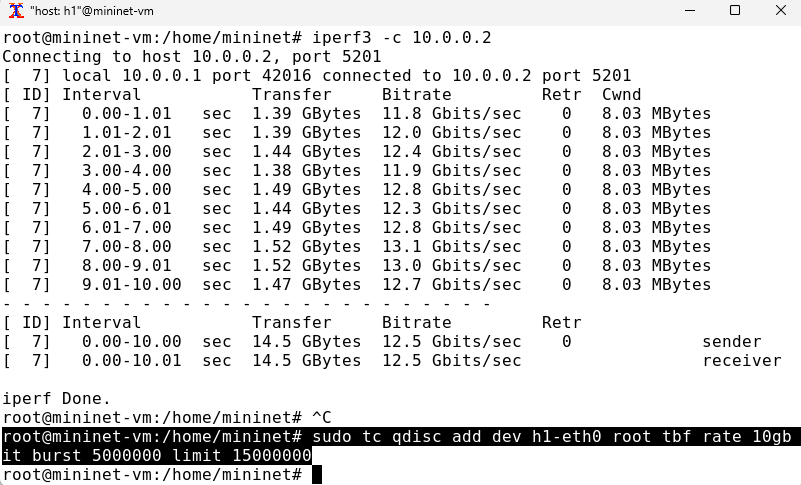 "host: h1"@mininet-vm
root@mininet-vm:/home/mininet# iperf3 -c 10.0.0.2
Connecting to host 10.0.0.2, port 5201
[  7] local 10.0.0.1 port 42016 connected to 10.0.0.2 port 5201
[ ID] Interval           Transfer     Bitrate         Retr  Cwnd
[  7]   0.00-1.01   sec  1.39 GBytes  11.8 Gbits/sec    0   8.03 MBytes
[  7]   1.01-2.01   sec  1.39 GBytes  12.0 Gbits/sec    0   8.03 MBytes
[  7]   2.01-3.00   sec  1.44 GBytes  12.4 Gbits/sec    0   8.03 MBytes
[  7]   3.00-4.00   sec  1.38 GBytes  11.9 Gbits/sec    0   8.03 MBytes
[  7]   4.00-5.00   sec  1.49 GBytes  12.8 Gbits/sec    0   8.03 MBytes
[  7]   5.00-6.01   sec  1.44 GBytes  12.3 Gbits/sec    0   8.03 MBytes
[  7]   6.01-7.00   sec  1.49 GBytes  12.8 Gbits/sec    0   8.03 MBytes
[  7]   7.00-8.00   sec  1.52 GBytes  13.1 Gbits/sec    0   8.03 MBytes
[  7]   8.00-9.01   sec  1.52 GBytes  13.0 Gbits/sec    0   8.03 MBytes
[  7]   9.01-10.00  sec  1.47 GBytes  12.7 Gbits/sec    0   8.03 MBytes
- - - - - - - - - - - - - - - - - - - - - - - - -
[ ID] Interval           Transfer     Bitrate         Retr
[  7]   0.00-10.00  sec  14.5 GBytes  12.5 Gbits/sec    0             sender
[  7]   0.00-10.01  sec  14.5 GBytes  12.5 Gbits/sec                  receiver
iperf Done.
root@mininet-vm:/home/mininet# ^C
root@mininet-vm:/home/mininet# sudo tc qdisc add dev h1-eth0 root tbf rate 10gb
it burst 5000000 limit 15000000
root@mininet-vm:/home/mininet#